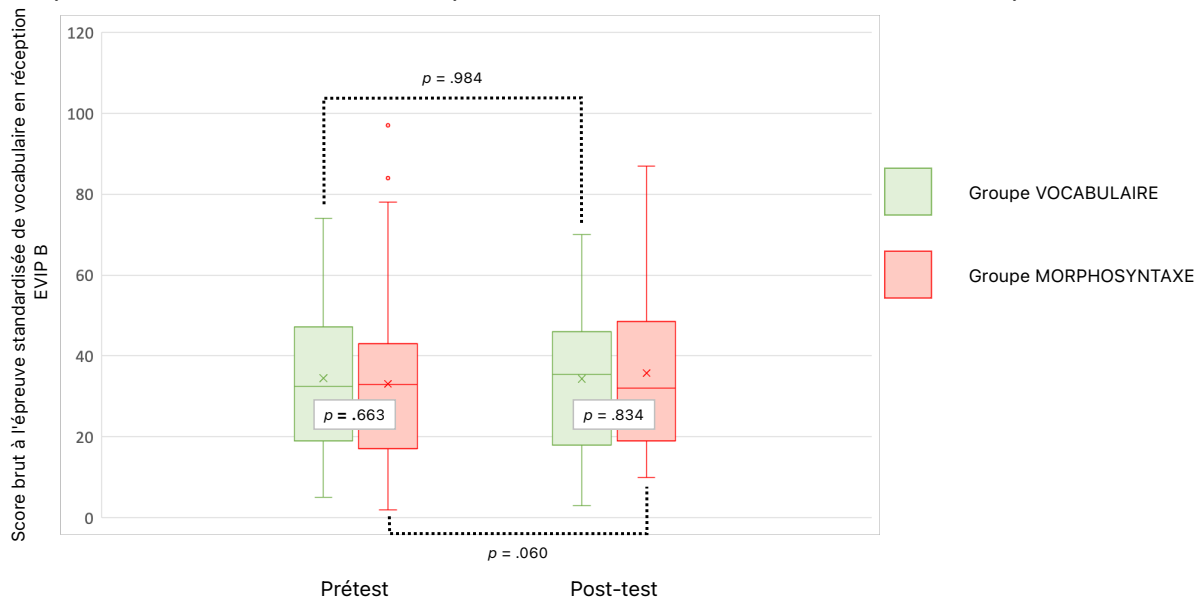 Score brut à l'épreuve standardisée de vocabulaire en réception
EVIP B
120
100
80
60
40
20
0
p = .984
p = .663
p = .834
p = .060
Prétest
Post-test
Groupe VOCABULAIRE
Groupe MORPHOSYNTAXE